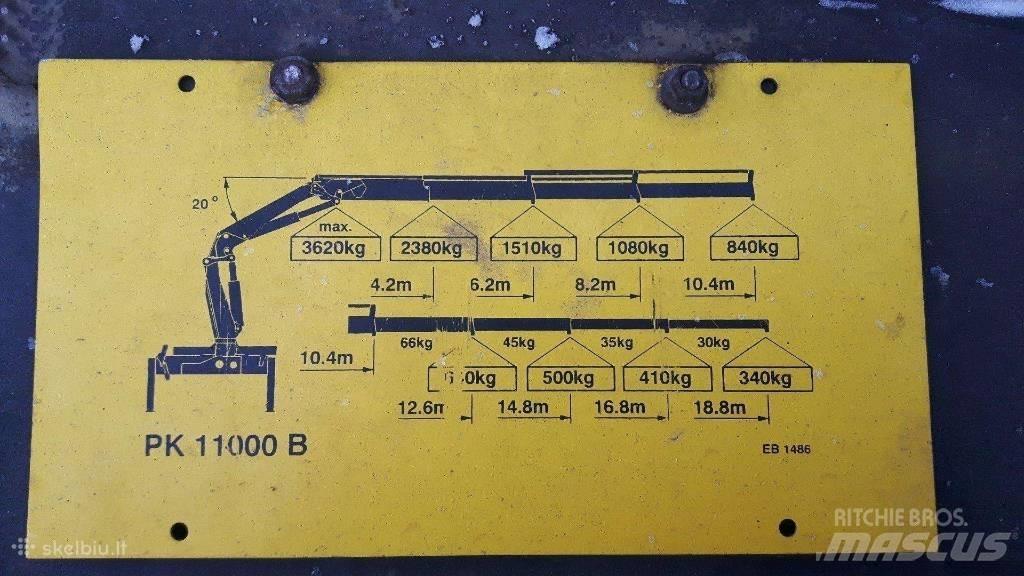 20°
max.
3620kg 2380kg 1510kg 1080kg 840kg
4.2m 6.2m 8.2m 10.4m
66kg 45kg 35kg 30kg
10.4m
500kg 410kg 340kg
12.6m 14.8m 16.8m 18.8m
PK 11000 B
EB 1486
skelbiu.lt
RITCHIE BROS.
MASCUS